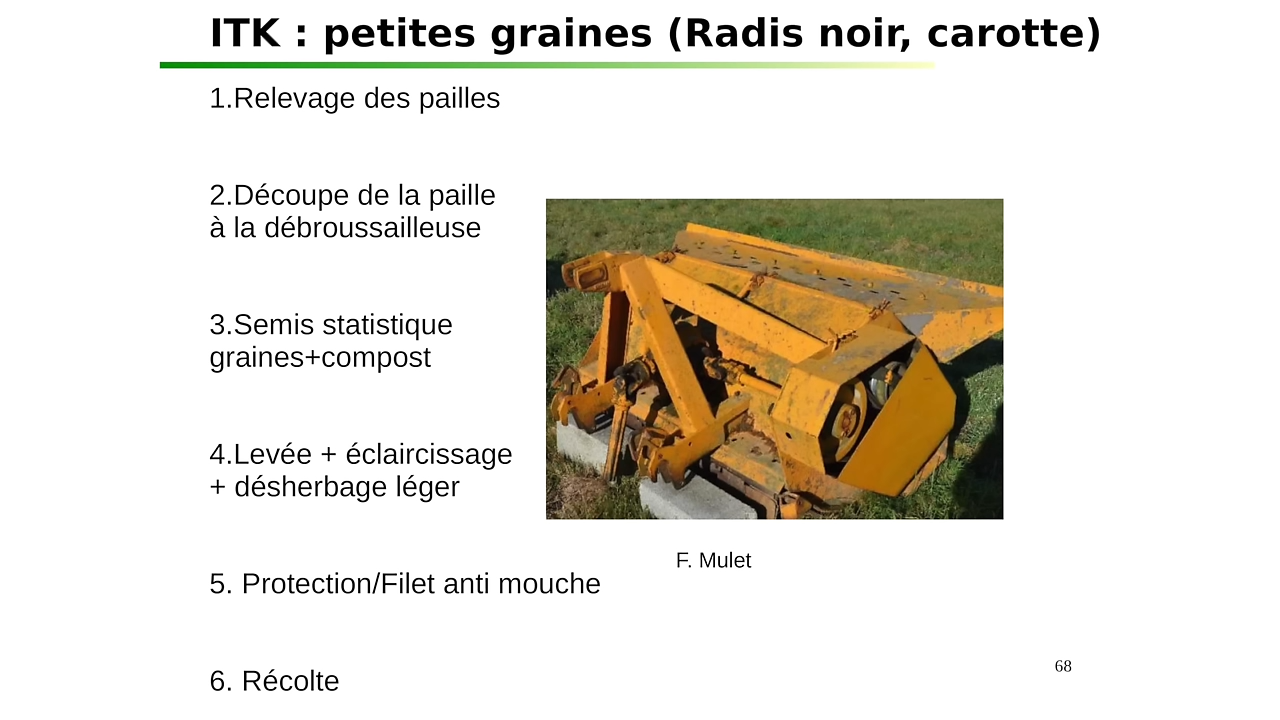 ITK : petites graines (Radis noir, carotte)
1.Relevage des pailles
2.Découpe de la paille
à la débroussailleuse
3.Semis statistique
graines+compost
4.Levée + éclaircissage
+ désherbage léger
F. Mulet
5. Protection/Filet anti mouche
68
6. Récolte